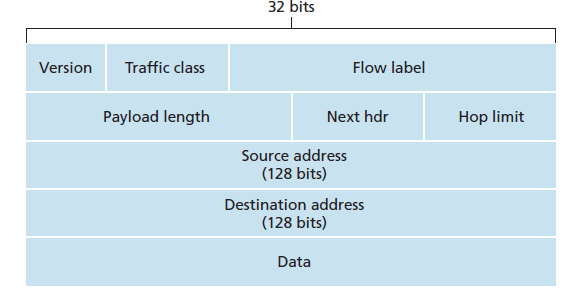 32 bits
Version Traffic class Flow label
Payload length Next hdr Hop limit
Source address
(128 bits)
Destination address
(128 bits)
Data